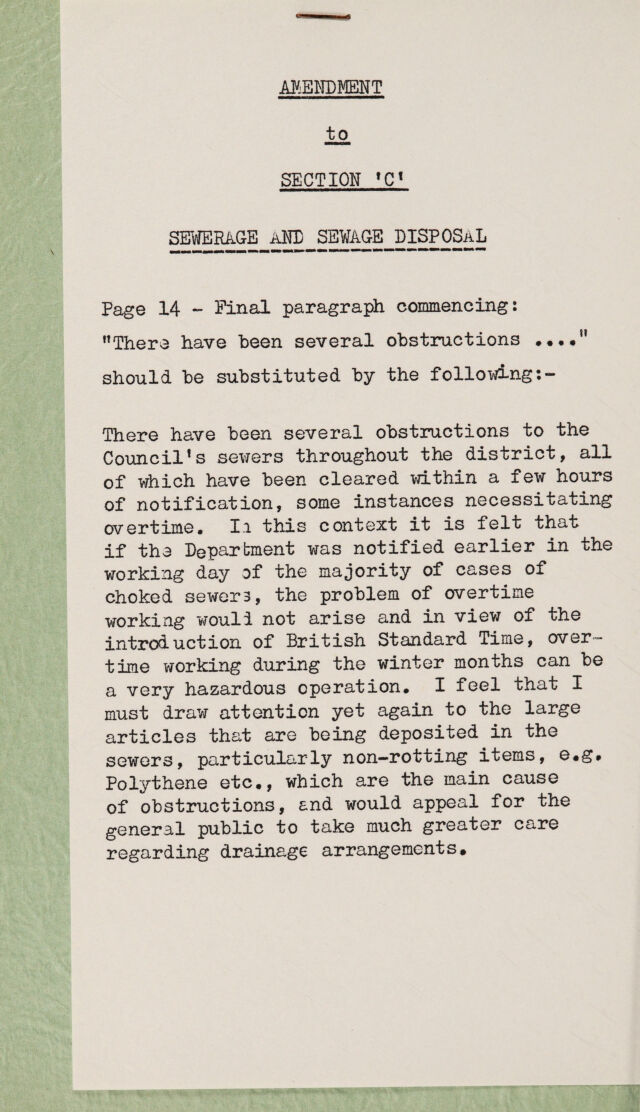 AMENDMENT
to
SECTION 'C'
SEWERAGE AND SEWAGE DISPOSAL
Page 14 - Final paragraph commencing:
"There have been several obstructions ...."
should be substituted by the following:-
There have been several obstructions to the
Council's sewers throughout the district, all
of which have been cleared within a few hours
of notification, some instances necessitating
overtime. In this context it is felt that
if the Department was notified earlier in the
working day of the majority of cases of
choked sewers, the problem of overtime
working would not arise and in view of the
introduction of British Standard Time, over-
time working during the winter months can be
a very hazardous operation. I feel that I
must draw attention yet again to the large
articles that are being deposited in the
sewers, particularly non-rotting items, e.g.
Polythene etc., which are the main cause
of obstructions, and would appeal for the
general public to take much greater care
regarding drainage arrangements.